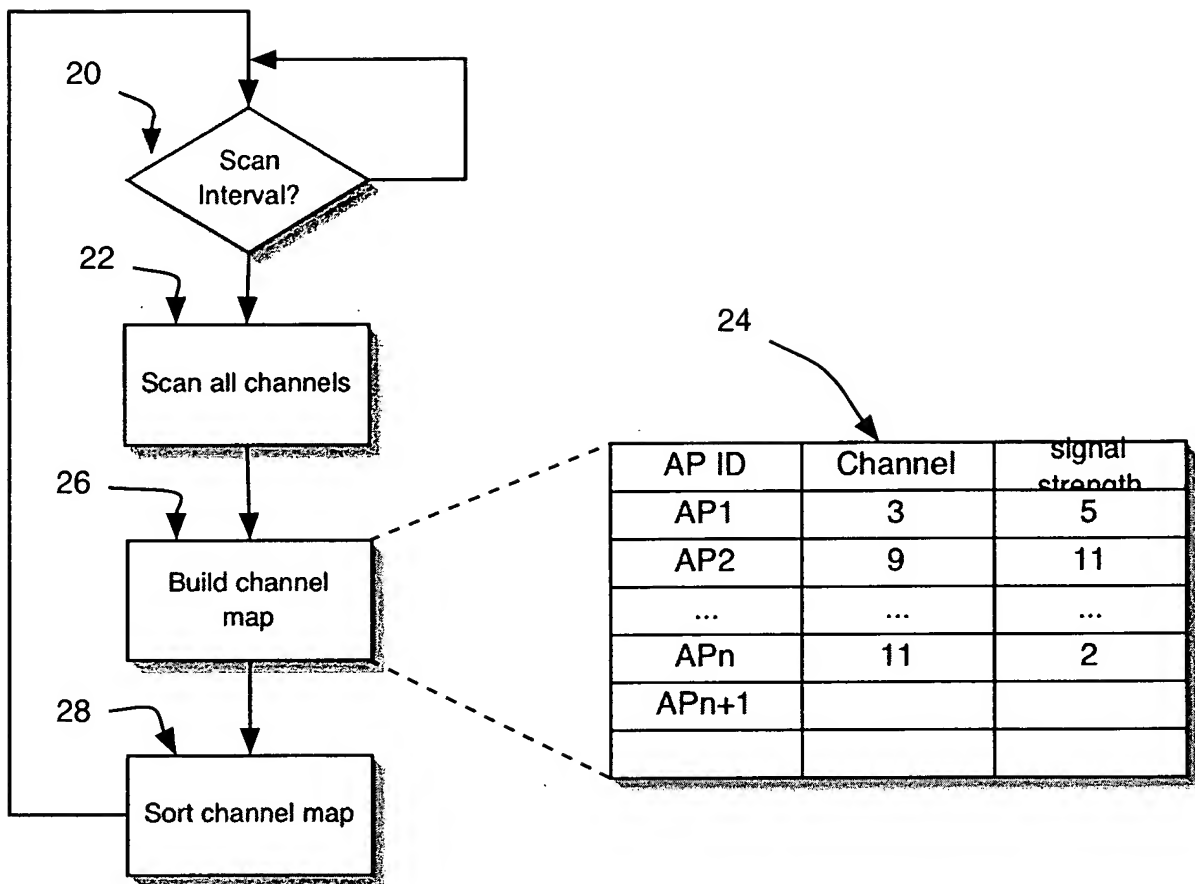 20
Scan
Interval?
22
Scan all channels
24
26
Build channel
map
AP ID Channel signal
strength
AP1 3 5
AP2 9 11
... ... ...
APn 11 2
APn+1
28
Sort channel map